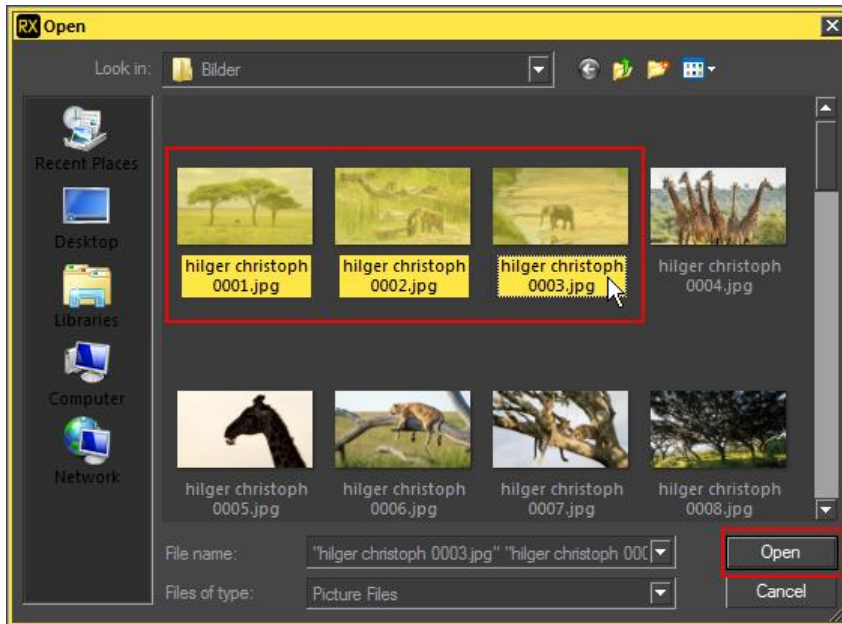 RX Open
Look in:
Bilder
Recent Places
Desktop
Libraries
Computer
Network
hilger christoph
0001.jpg
hilger christoph
0002.jpg
hilger christoph
0003.jpg
hilger christoph
0004.jpg
hilger christoph
0005.jpg
hilger christoph
0006.jpg
hilger christoph
0007.jpg
hilger christoph
0008.jpg
File name:
"hilger christoph 0003.jpg" "hilger christoph 000
Open
Files of type:
Picture Files
Cancel